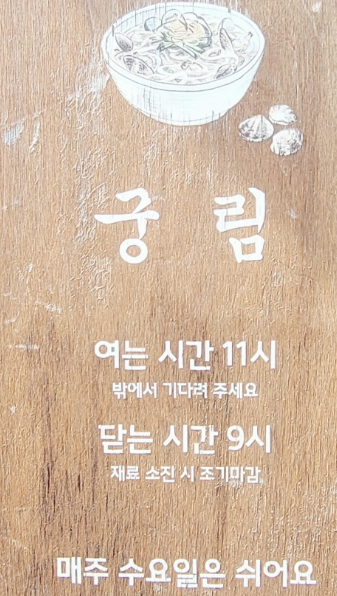 궁림
여는 시간 11시
밖에서 기다려 주세요
닫는 시간 9시
재료 소진 시 조기마감
매주 수요일은 쉬어요